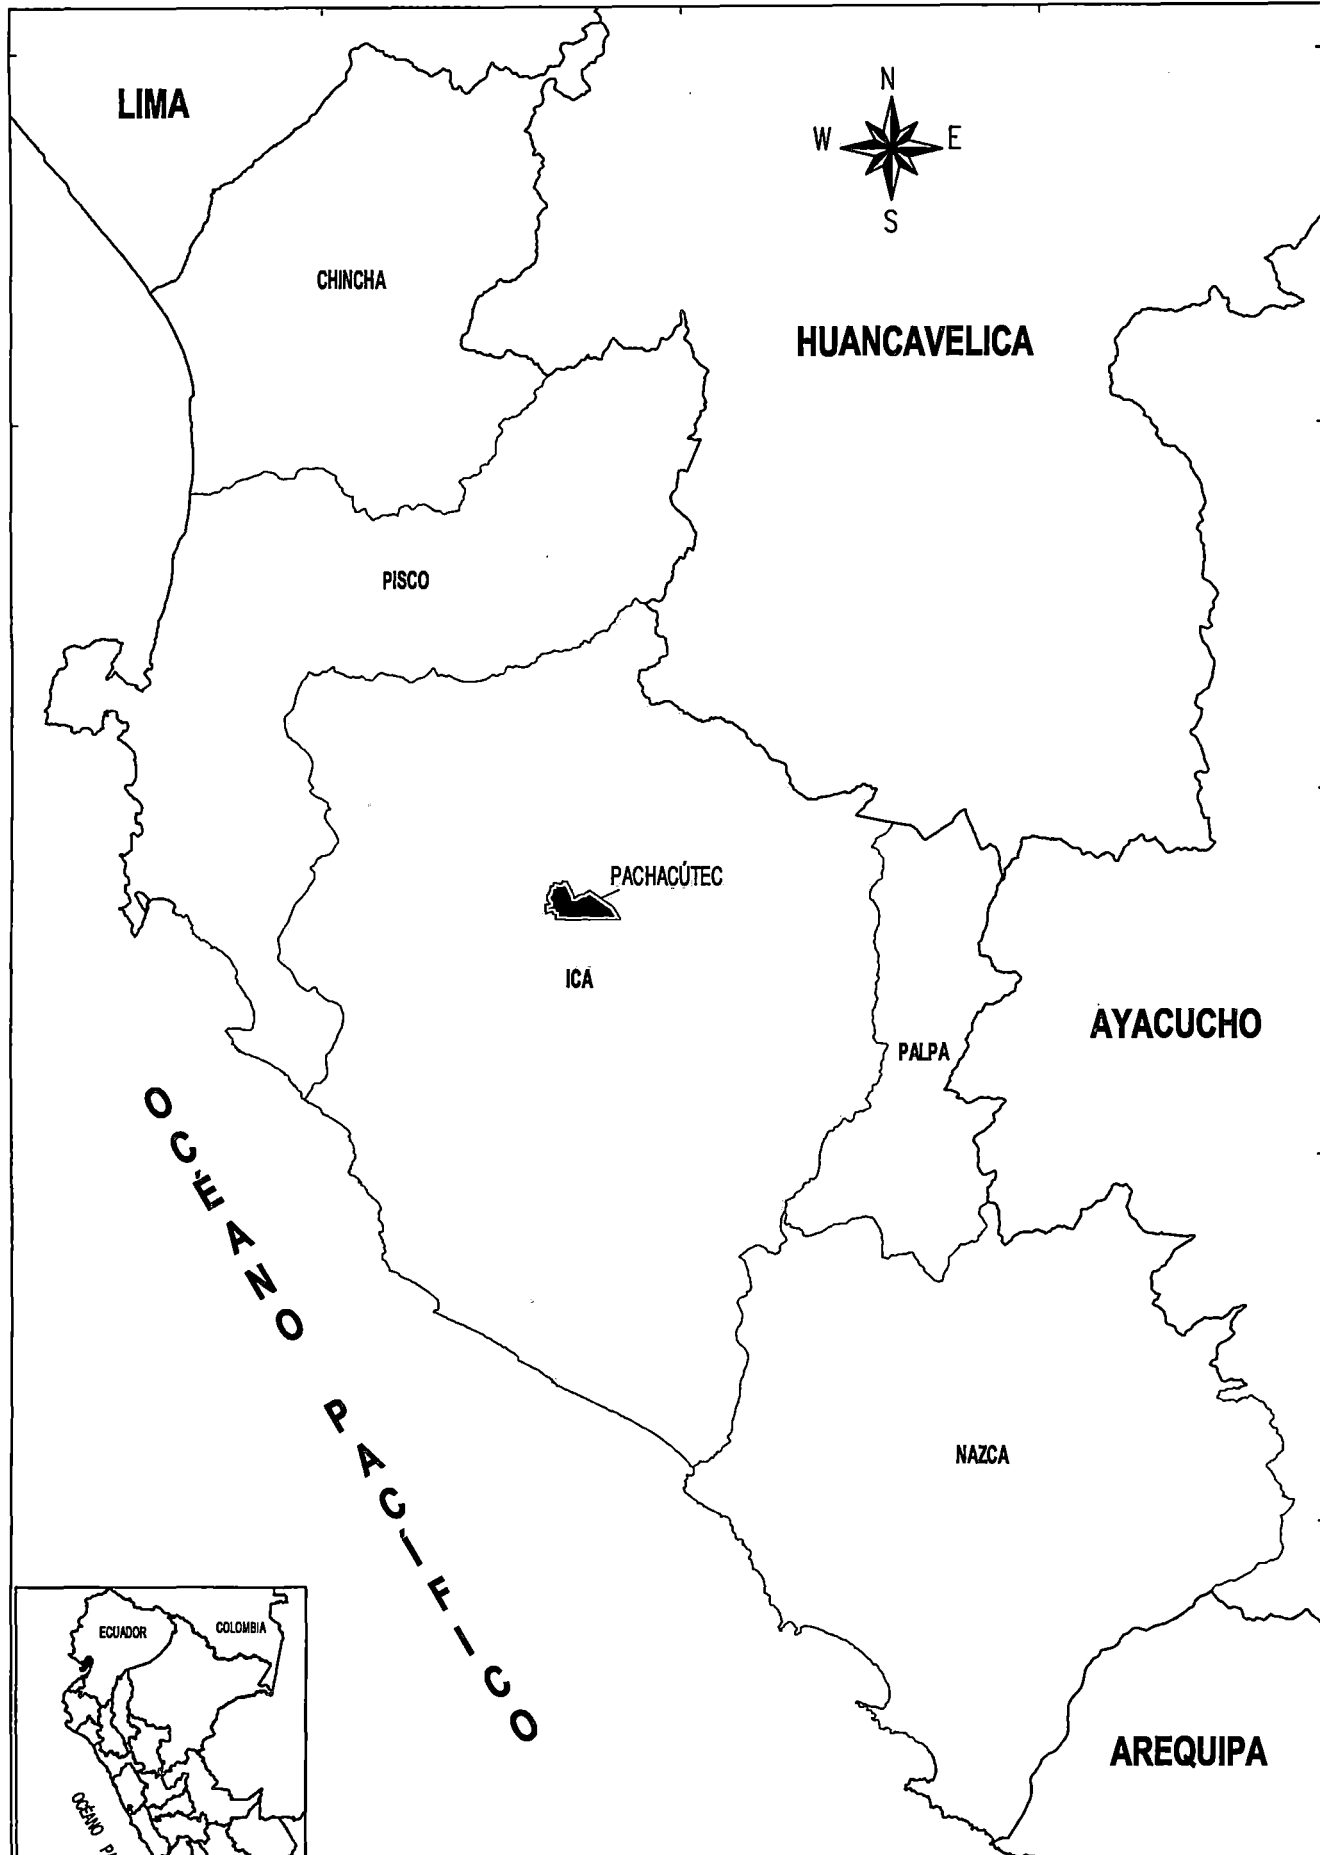 LIMA
N
W E
S
CHINCHA
HUANCAVELICA
PISCO
PACHACÚTEC
ICA
AYACUCHO
PALPA
OCÉANO PACÍFICO
NAZCA
ECUADOR
COLOMBIA
AREQUIPA
OCÉANO